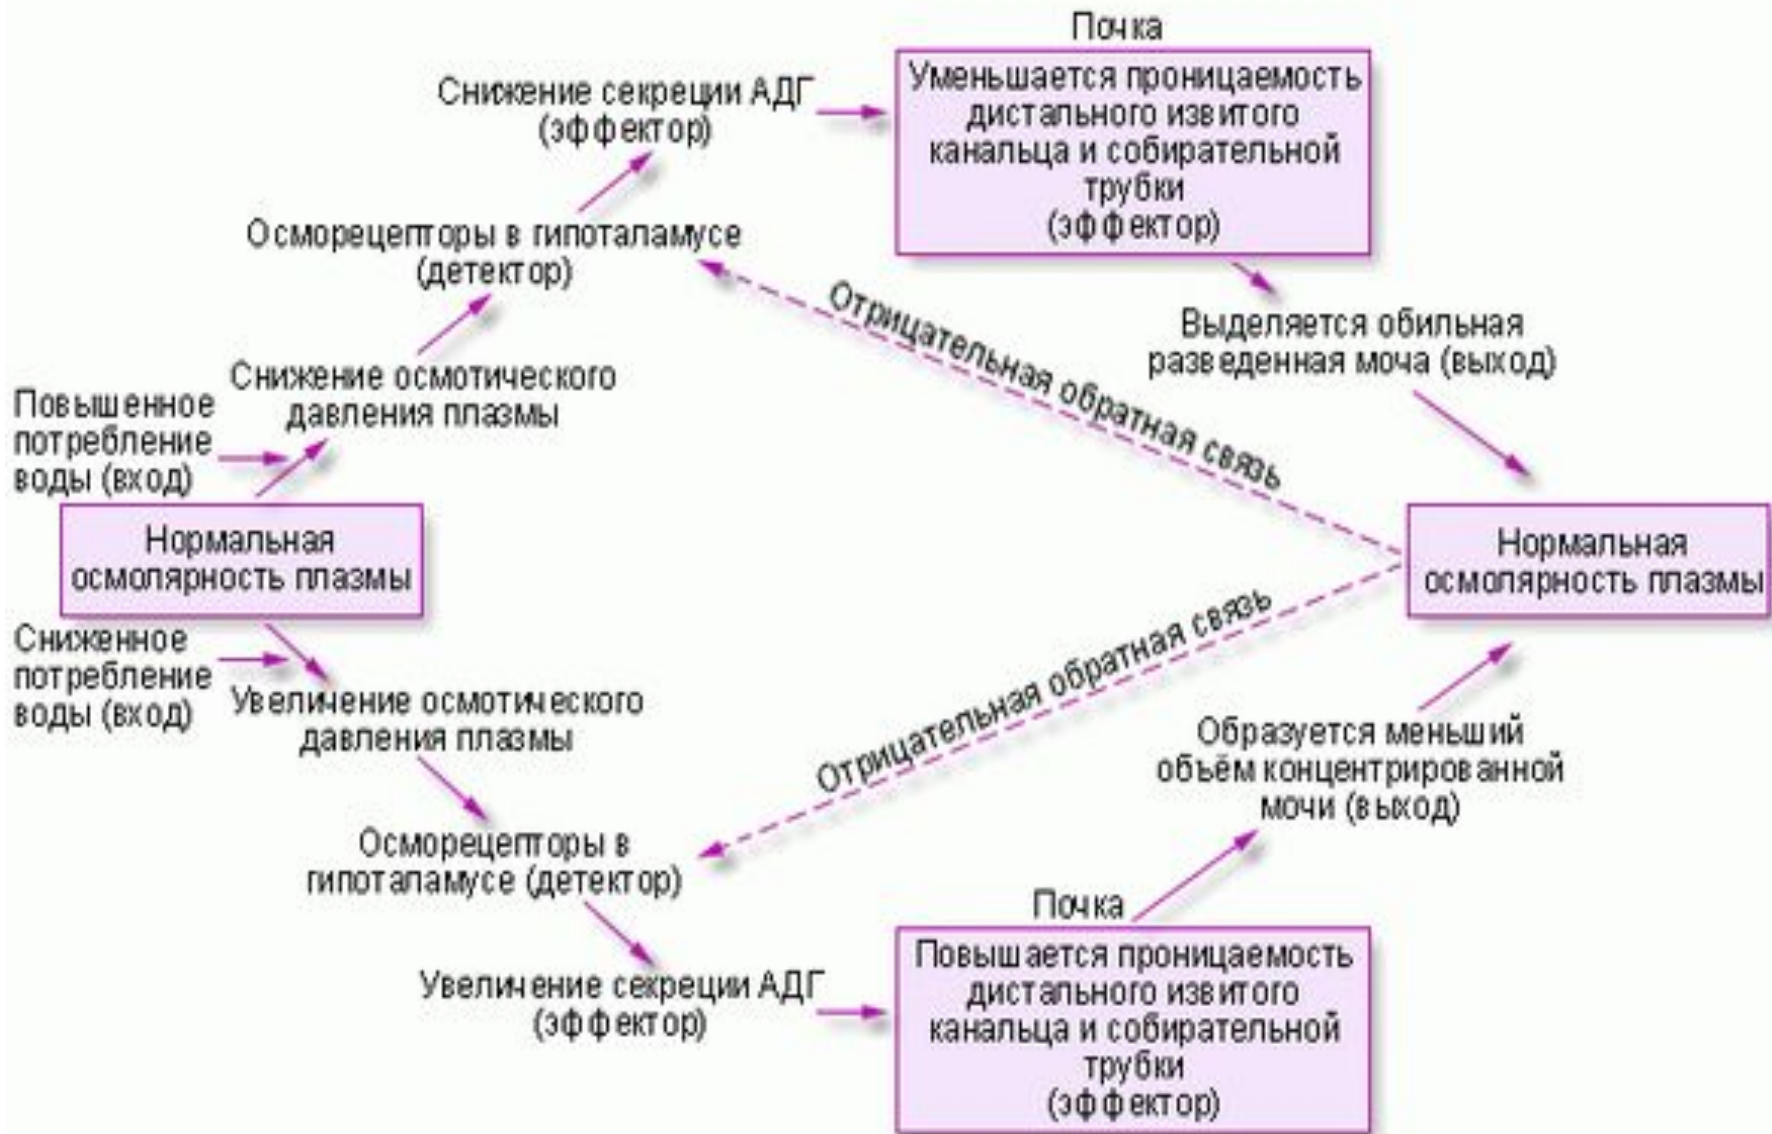 Почка
Уменьшается проницаемость
дистального извитого
канальца и собирательной
трубки
(эффектор)
Снижение секреции АДГ
(эффектор)
Осморецепторы в гипоталамусе
(детектор)
Отрицательная обратная связь
Выделяется обильная
разведенная моча (выход)
Снижение осмотического
давления плазмы
Повышенное
потребление
воды (вход)
Нормальная
осмолярность плазмы
Нормальная
осмолярность плазмы
Сниженное
потребление
воды (вход)
Увеличение осмотического
давления плазмы
Отрицательная обратная связь
Образуется меньший
объём концентрированной
мочи (выход)
Осморецепторы в
гипоталамусе (детектор)
Почка
Увеличение секреции АДГ
(эффектор)
Повышается проницаемость
дистального извитого
канальца и собирательной
трубки
(эффектор)